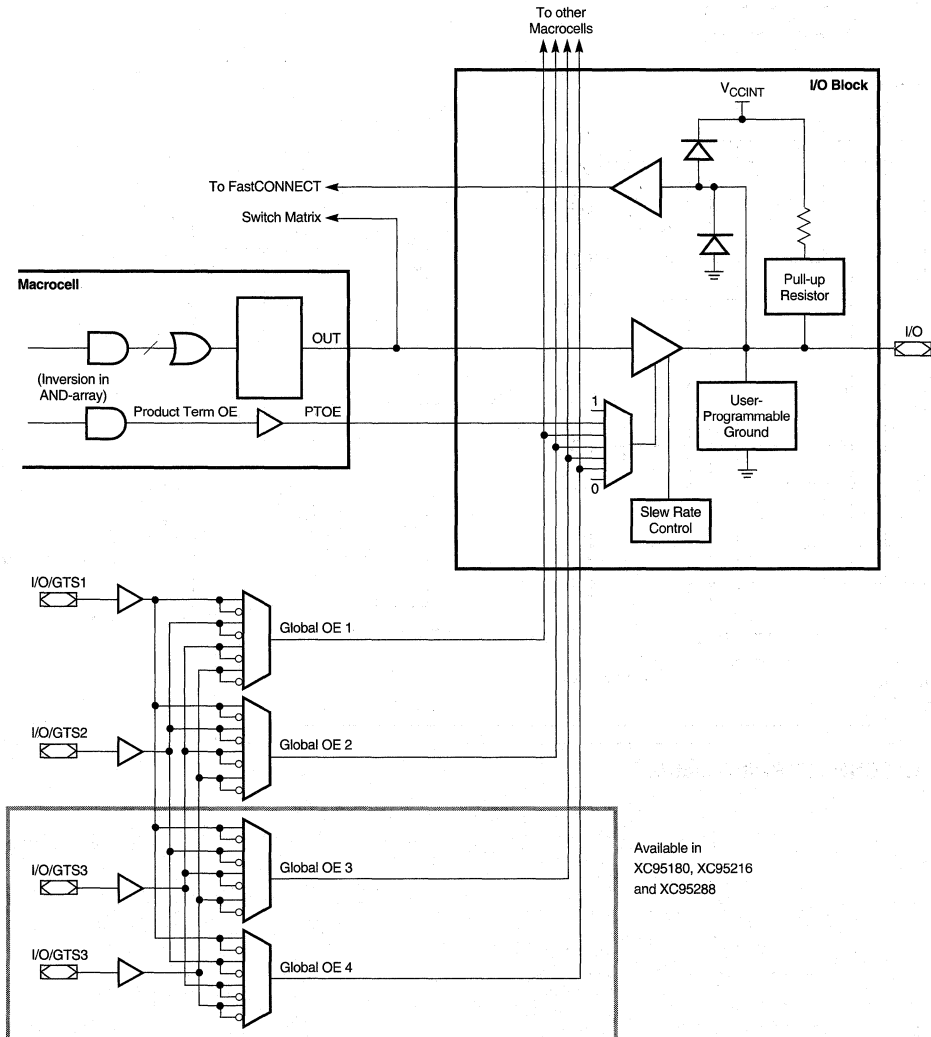 To other
Macrocells
I/O Block
VCCINT
To FastCONNECT
Switch Matrix
Macrocell
Pull-up
Resistor
OUT
I/O
(Inversion in
AND-array)
Product Term OE
PTOE
1
User-
Programmable
Ground
0
Slew Rate
Control
I/O/GTS1
Global OE 1
I/O/GTS2
Global OE 2
Available in
XC95180, XC95216
and XC95288
I/O/GTS3
Global OE 3
I/O/GTS3
Global OE 4